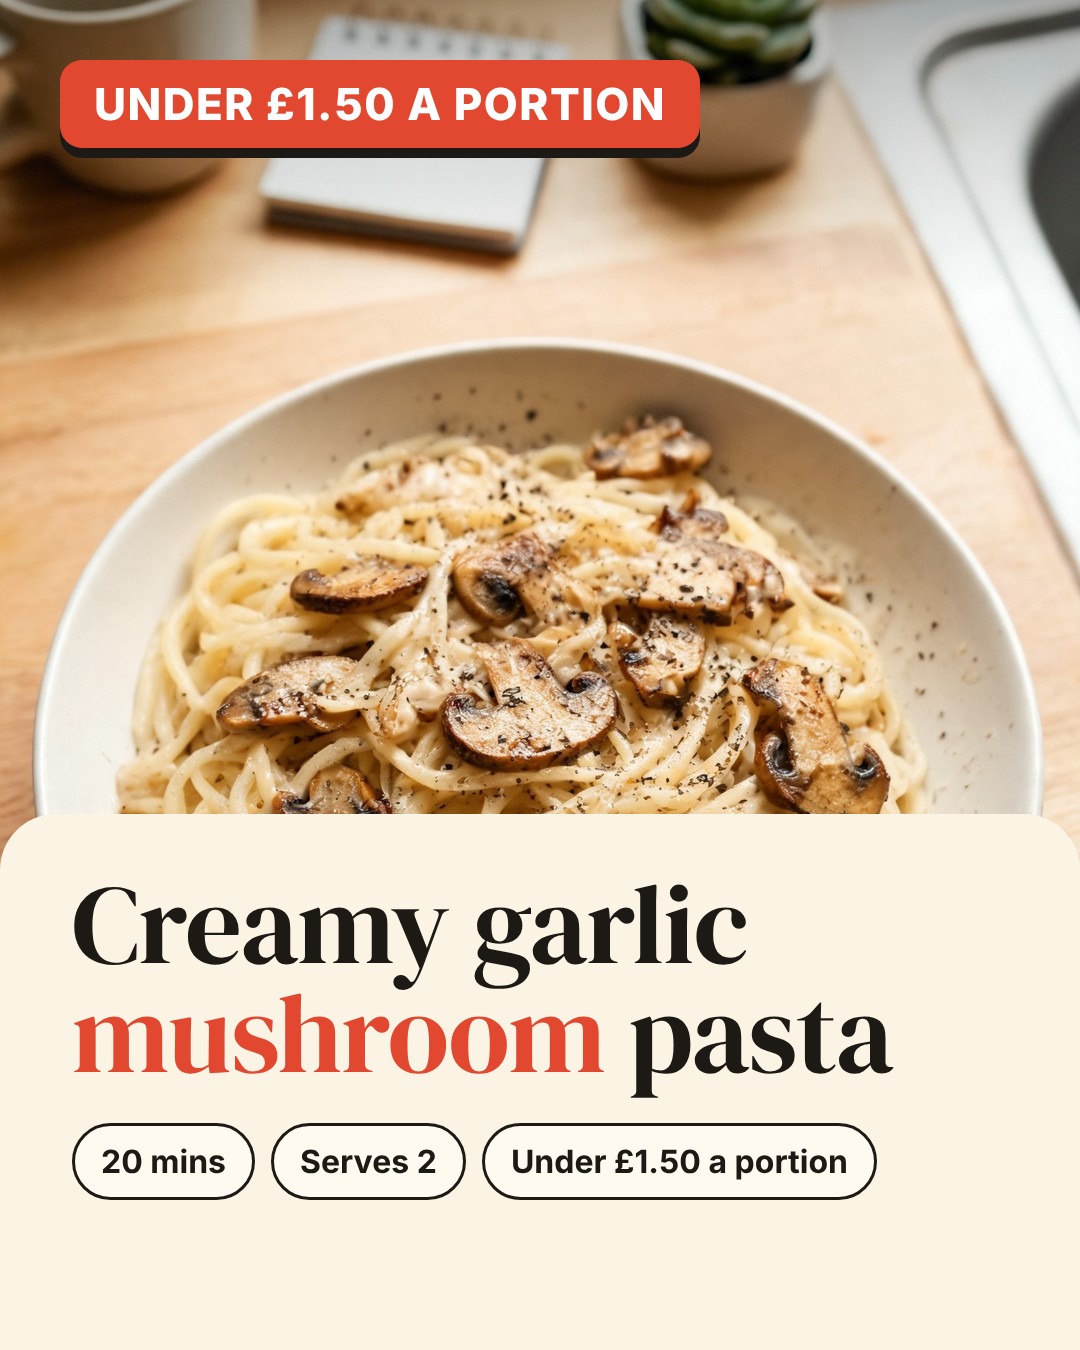 UNDER £1.50 A PORTION
Creamy garlic
mushroom pasta
20 mins
Serves 2
Under £1.50 a portion